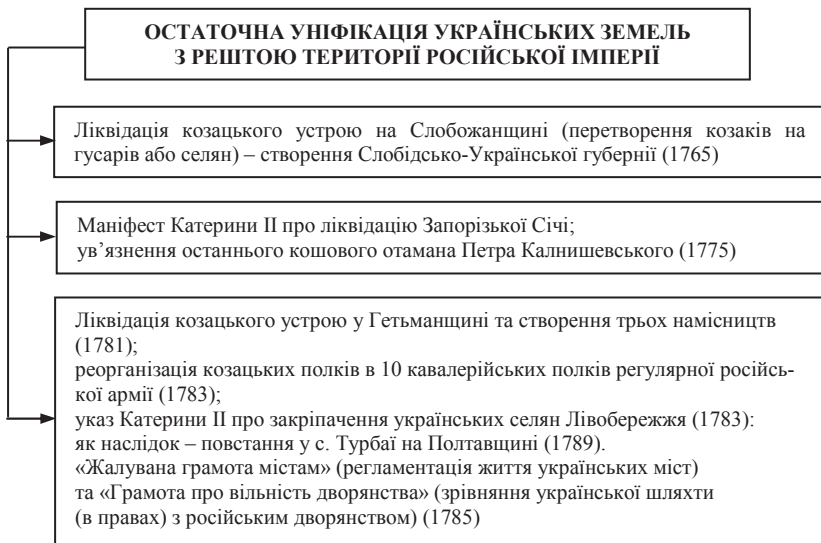 ОСТАТОЧНА УНІФІКАЦІЯ УКРАЇНСЬКИХ ЗЕМЕЛЬ
З РЕШТОЮ ТЕРИТОРІЇ РОСІЙСЬКОЇ ІМПЕРІЇ
Ліквідація козацького устрою на Слобожанщині (перетворення козаків на
гусарів або селян) – створення Слобідсько-Української губернії (1765)
Маніфест Катерини ІІ про ліквідацію Запорізької Січі;
ув’язнення останнього кошового отамана Петра Калнишевського (1775)
Ліквідація козацького устрою у Гетьманщині та створення трьох намісництв
(1781);
реорганізація козацьких полків в 10 кавалерійських полків регулярної російсь-
кої армії (1783);
указ Катерини ІІ про закріпачення українських селян Лівобережжя (1783):
як наслідок – повстання у с. Турбаї на Полтавщині (1789).
«Жалувана грамота містам» (регламентація життя українських міст)
та «Грамота про вільність дворянства» (зрівняння української шляхти
(в правах) з російським дворянством) (1785)